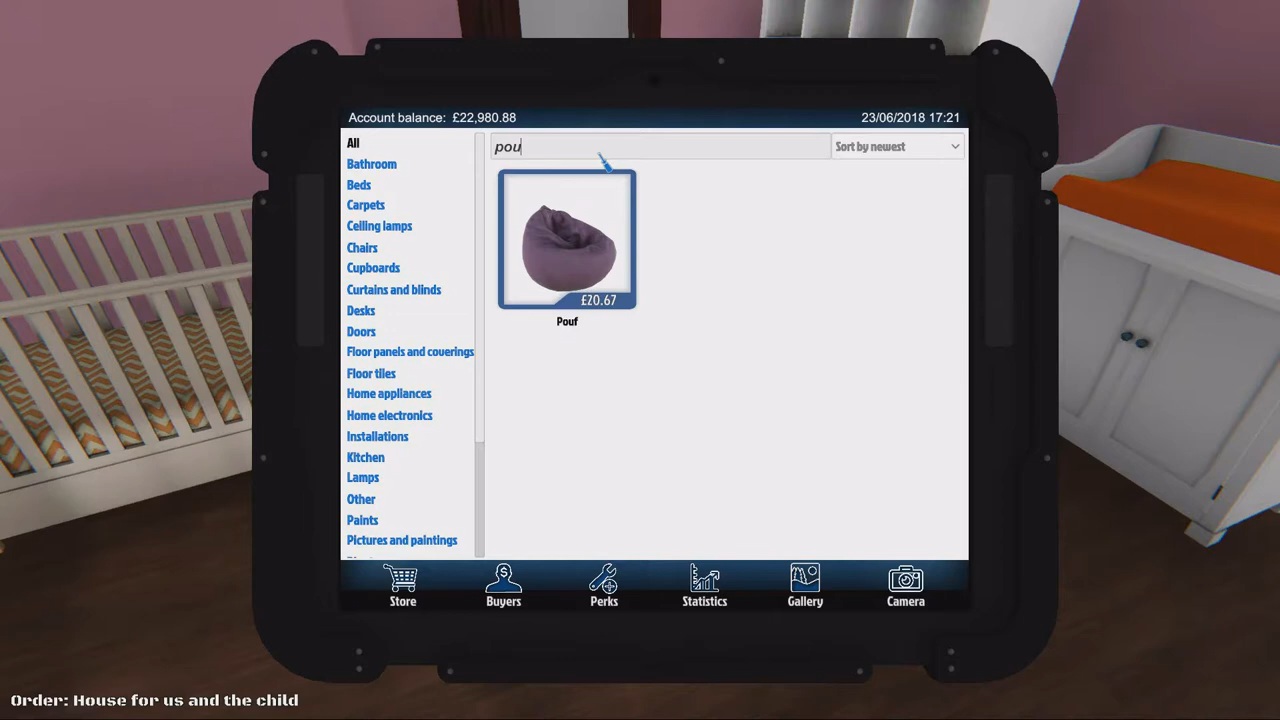 Account balance: £22,980.88
23/06/2018 17:21
All
Bathroom
Beds
Carpets
Ceiling lamps
Chairs
Cupboards
Curtains and blinds
Desks
Doors
Floor panels and coverings
Floor tiles
Home appliances
Home electronics
Installations
Kitchen
Lamps
Other
Paints
Pictures and paintings
pou
Sort by newest
£20.67
Pouf
Store
Buyers
Perks
Statistics
Gallery
Camera
Order: House for us and the child